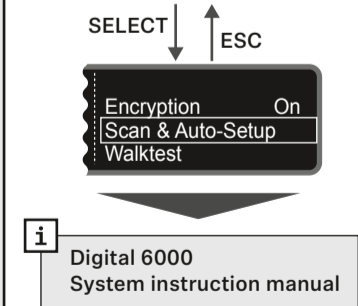 SELECT
ESC
Encryption On
Scan & Auto-Setup
Walktest
i
Digital 6000
System instruction manual